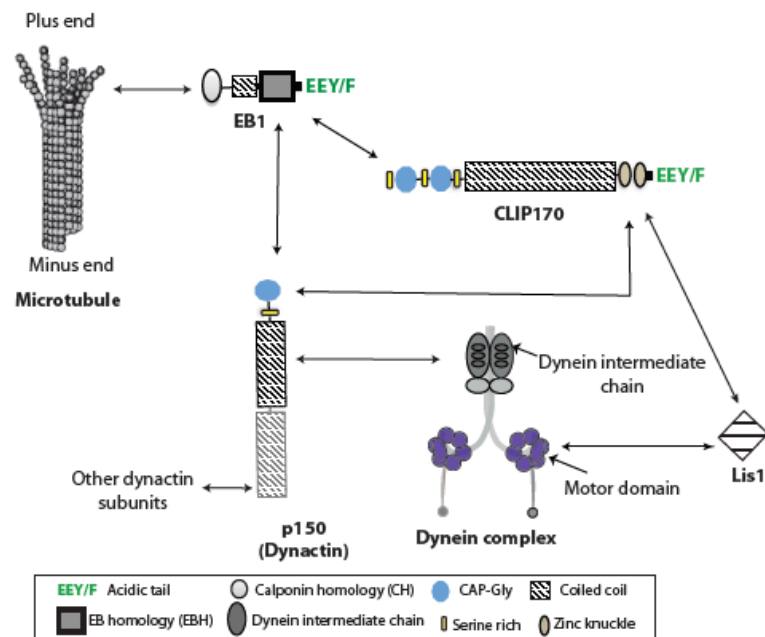 Plus end
EEY/F
EB1
EEY/F
CLIP170
Minus end
Microtubule
Dynein intermediate
chain
Lis1
Other dynactin
subunits
Motor domain
p150
(Dynactin)
Dynein complex
EEY/F Acidic tail
Calponin homology (CH)
CAP-Gly
Coiled coil
EB homology (EBH)
Dynein intermediate chain
Serine rich
Zinc knuckle